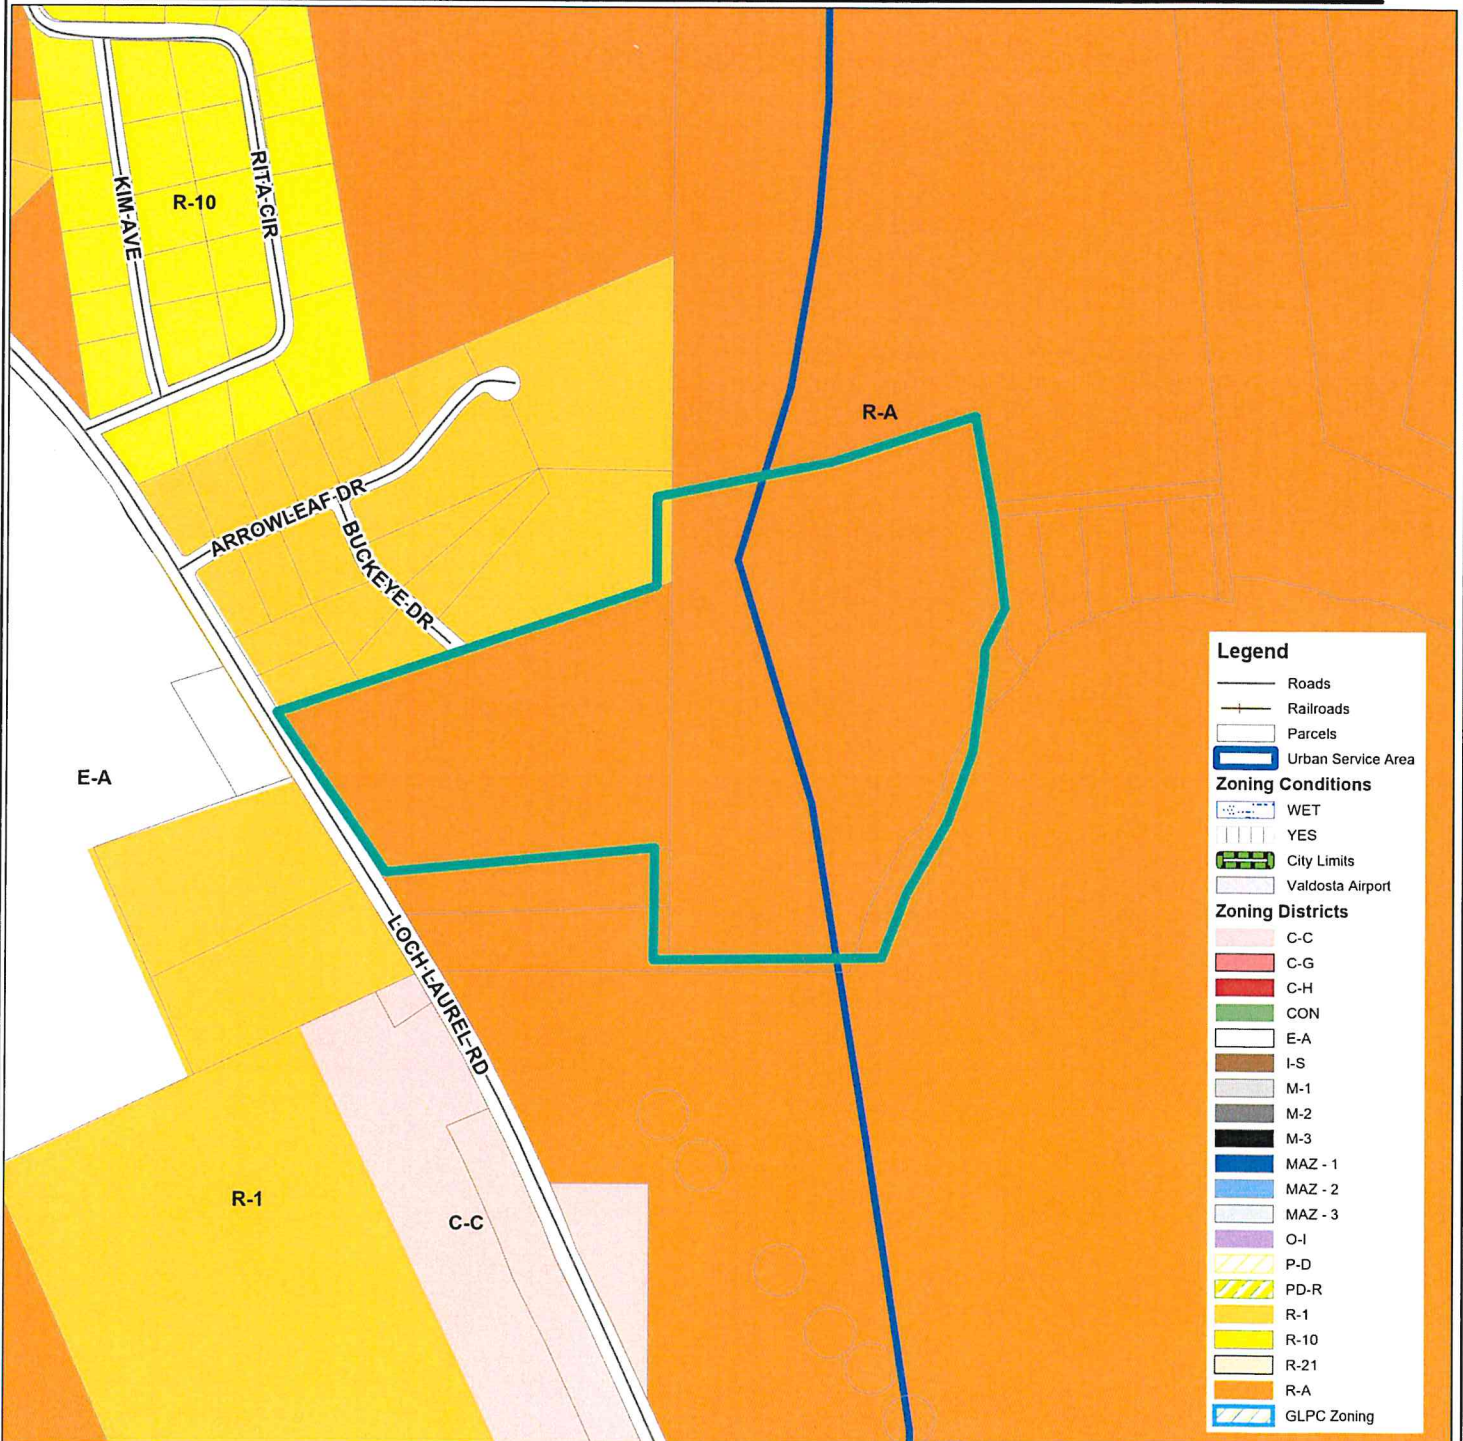 KIM AVE
R-10
RITA CIR
R-A
ARROWLEAF DR
BUCKEYE DR
E-A
LOCH LAUREL RD
R-1
C-C
Legend
Roads
Railroads
Parcels
Urban Service Area
Zoning Conditions
WET
YES
City Limits
Valdosta Airport
Zoning Districts
C-C
C-G
C-H
CON
E-A
I-S
M-1
M-2
M-3
MAZ - 1
MAZ - 2
MAZ - 3
O-I
P-D
PD-R
R-1
R-10
R-21
R-A
GLPC Zoning